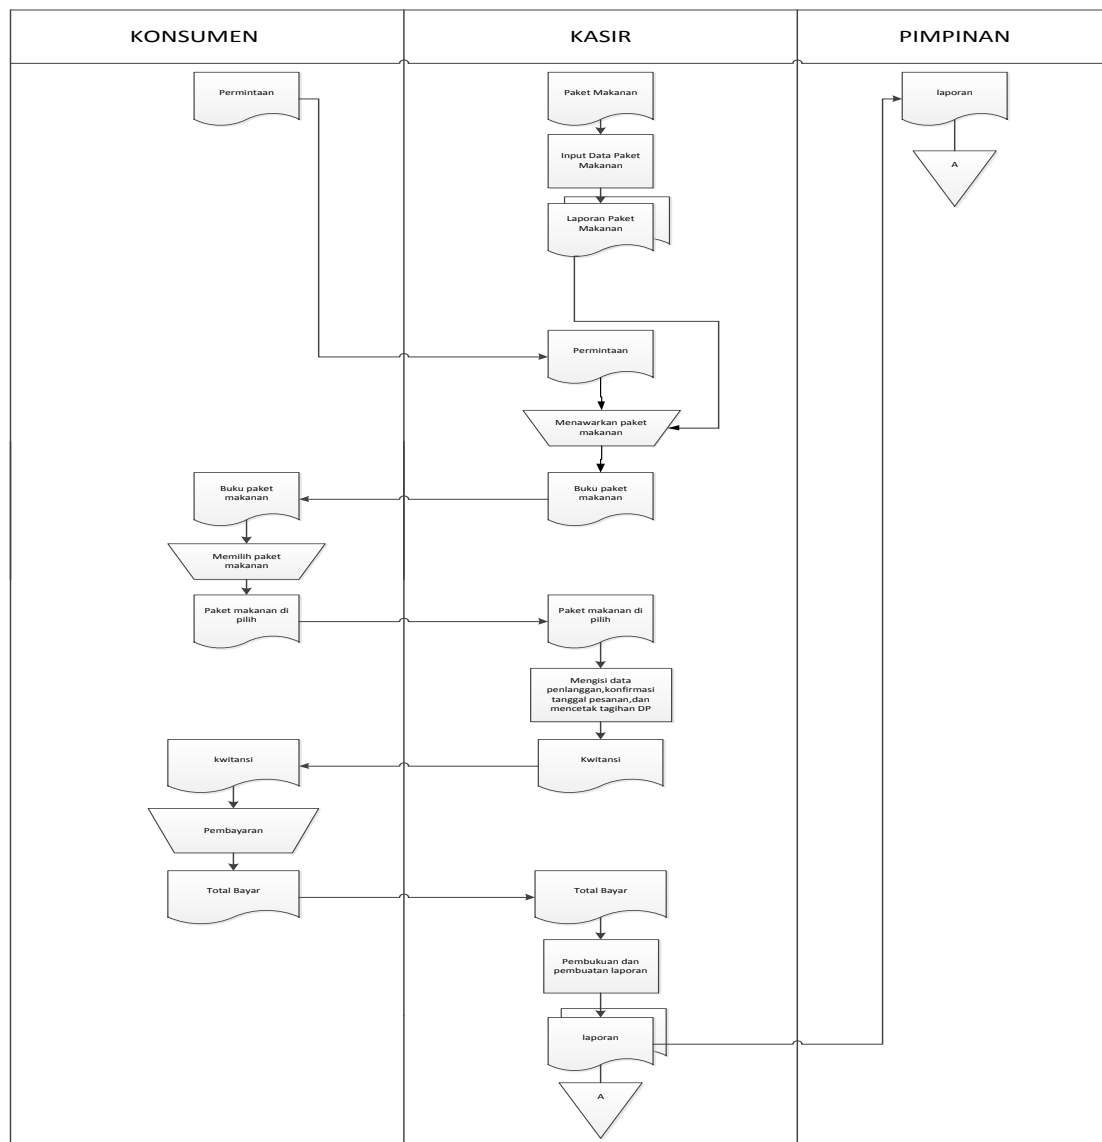 KONSUMEN
KASIR
PIMPINAN
Permintaan
Paket Makanan
laporan
Input Data Paket
Makanan
A
Laporan Paket
Makanan
Permintaan
Menawarkan paket
makanan
Buku paket
makanan
Buku paket
makanan
Memilih paket
makanan
Paket makanan di
pilih
Paket makanan di
pilih
Mengisi data
penlanggan,konfirmasi
tanggal pesanan,dan
mencetak tagihan DP
kwitansi
Kwitansi
Pembayaran
Total Bayar
Total Bayar
Pembukuan dan
pembuatan laporan
laporan
A